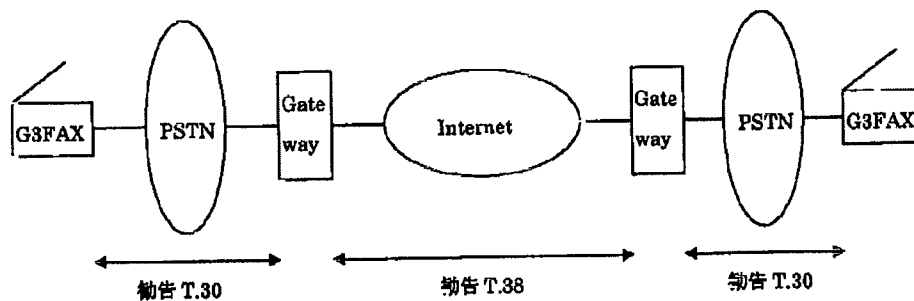 G3FAX
PSTN
Gate
way
Internet
Gate
way
PSTN
G3FAX
勧告 T.30
勧告 T.38
勧告 T.30